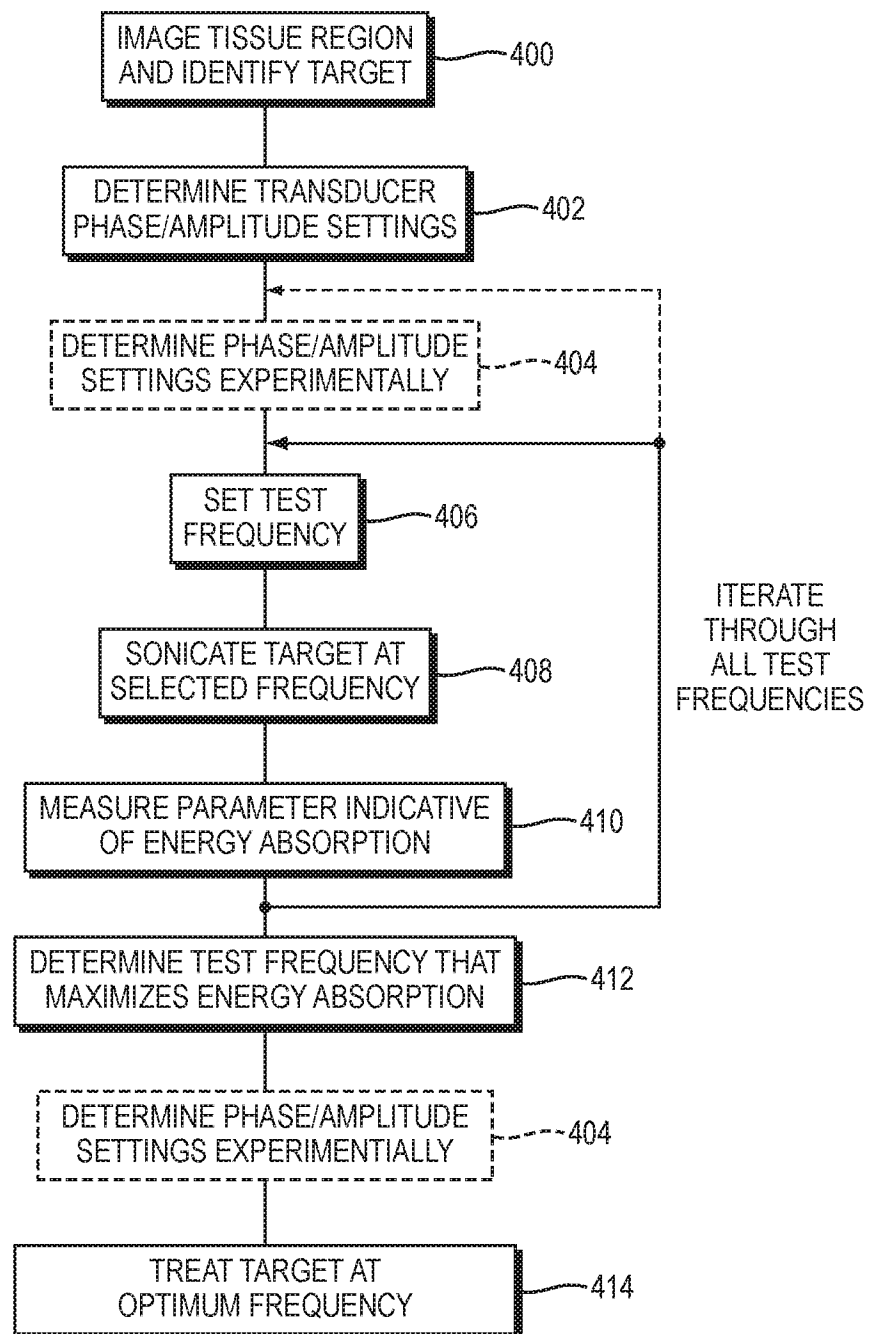 IMAGE TISSUE REGION
AND IDENTIFY TARGET
400
DETERMINE TRANSDUCER
PHASE/AMPLITUDE SETTINGS
402
DETERMINE PHASE/AMPLITUDE
SETTINGS EXPERIMENTALLY
404
SET TEST
FREQUENCY
406
SONICATE TARGET AT
SELECTED FREQUENCY
408
ITERATE
THROUGH
ALL TEST
FREQUENCIES
MEASURE PARAMETER INDICATIVE
OF ENERGY ABSORPTION
410
DETERMINE TEST FREQUENCY THAT
MAXIMIZES ENERGY ABSORPTION
412
DETERMINE PHASE/AMPLITUDE
SETTINGS EXPERIMENTIALLY
404
TREAT TARGET AT
OPTIMUM FREQUENCY
414